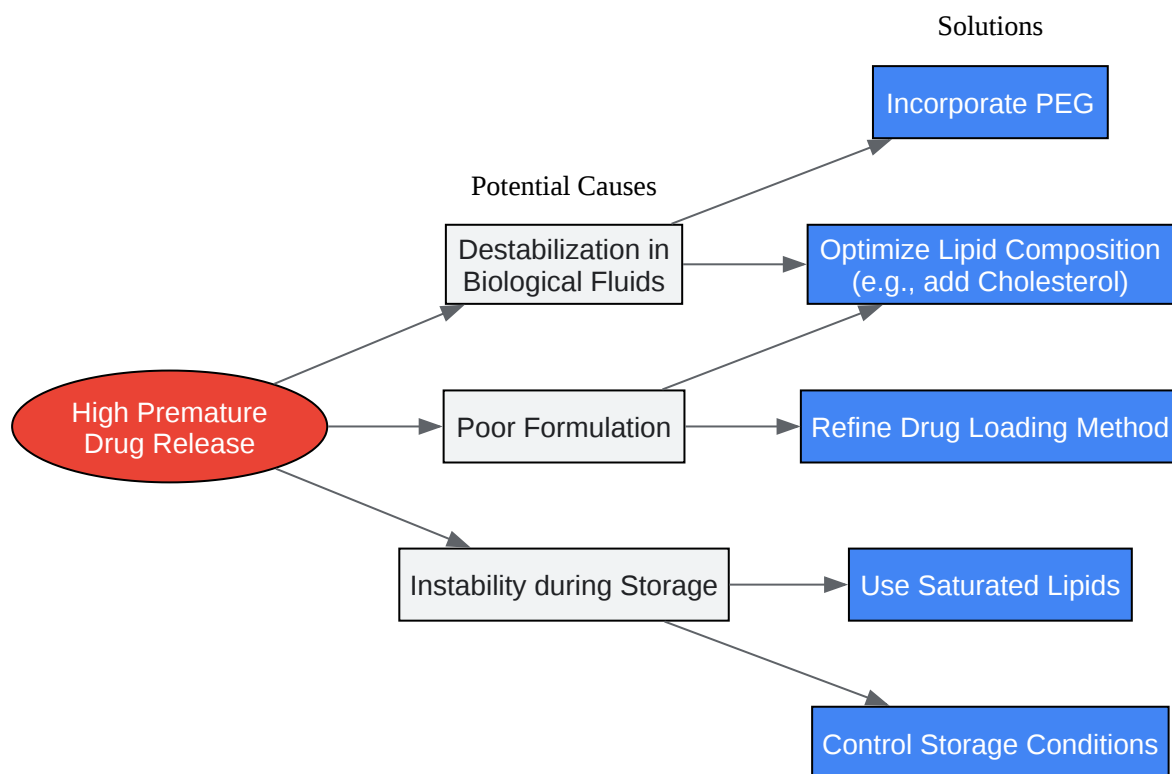 Solutions
Incorporate PEG
Potential Causes
Destabilization in
Biological Fluids
Optimize Lipid Composition
(e.g., add Cholesterol)
High Premature
Drug Release
Poor Formulation
Refine Drug Loading Method
Instability during Storage
Use Saturated Lipids
Control Storage Conditions